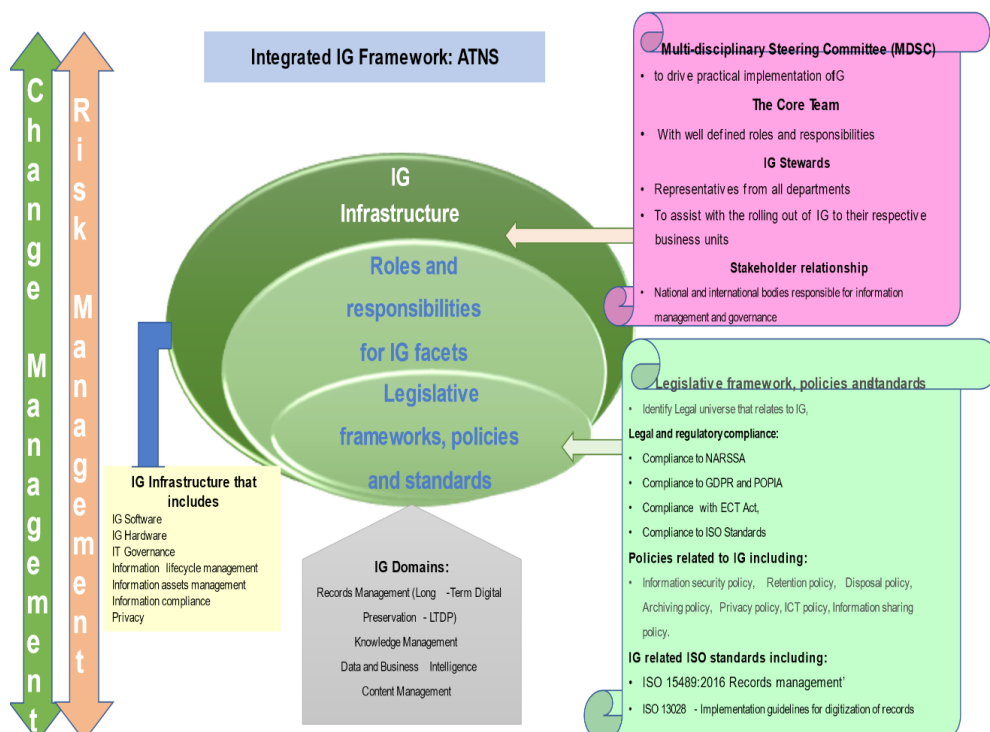 Change Management
Risk Management
Integrated IG Framework: ATNS
Multi-disciplinary Steering Committee (MDSC)
• to drive practical implementation of IG
The Core Team
• With well defined roles and responsibilities
IG Stewards
• Representatives from all departments
• To assist with the rolling out of IG to their respective
business units
Stakeholder relationship
• National and international bodies responsible for information
management and governance
IG
Infrastructure
Roles and
responsibilities
for IG facets
Legislative
frameworks, policies
and standards
IG Infrastructure that
includes
IG Software
IG Hardware
IT Governance
Information lifecycle management
Information assets management
Information compliance
Privacy
IG Domains:
Records Management (Long -Term Digital
Preservation - LTDP)
Knowledge Management
Data and Business Intelligence
Content Management
Legislative framework, policies and standards
• Identify Legal universe that relates to IG,
Legal and regulatory compliance:
• Compliance to NARSSA
• Compliance to GDPR and POPIA
• Compliance with ECT Act,
• Compliance to ISO Standards
Policies related to IG including:
• Information security policy, Retention policy, Disposal policy,
Archiving policy, Privacy policy, ICT policy, Information sharing
policy.
IG related ISO standards including:
• ISO 15489:2016 Records management'
• ISO 13028 - Implementation guidelines for digitization of records